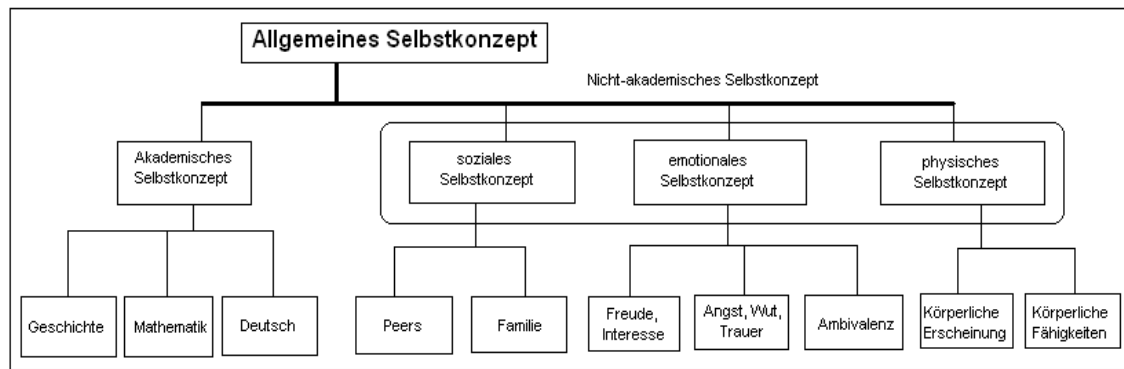 Allgemeines Selbstkonzept
Nicht-akademisches Selbstkonzept
Akademisches
Selbstkonzept
soziales
Selbstkonzept
emotionales
Selbstkonzept
physisches
Selbstkonzept
Geschichte
Mathematik
Deutsch
Peers
Familie
Freude,
Interesse
Angst, Wut,
Trauer
Ambivalenz
Körperliche
Erscheinung
Körperliche
Fähigkeiten